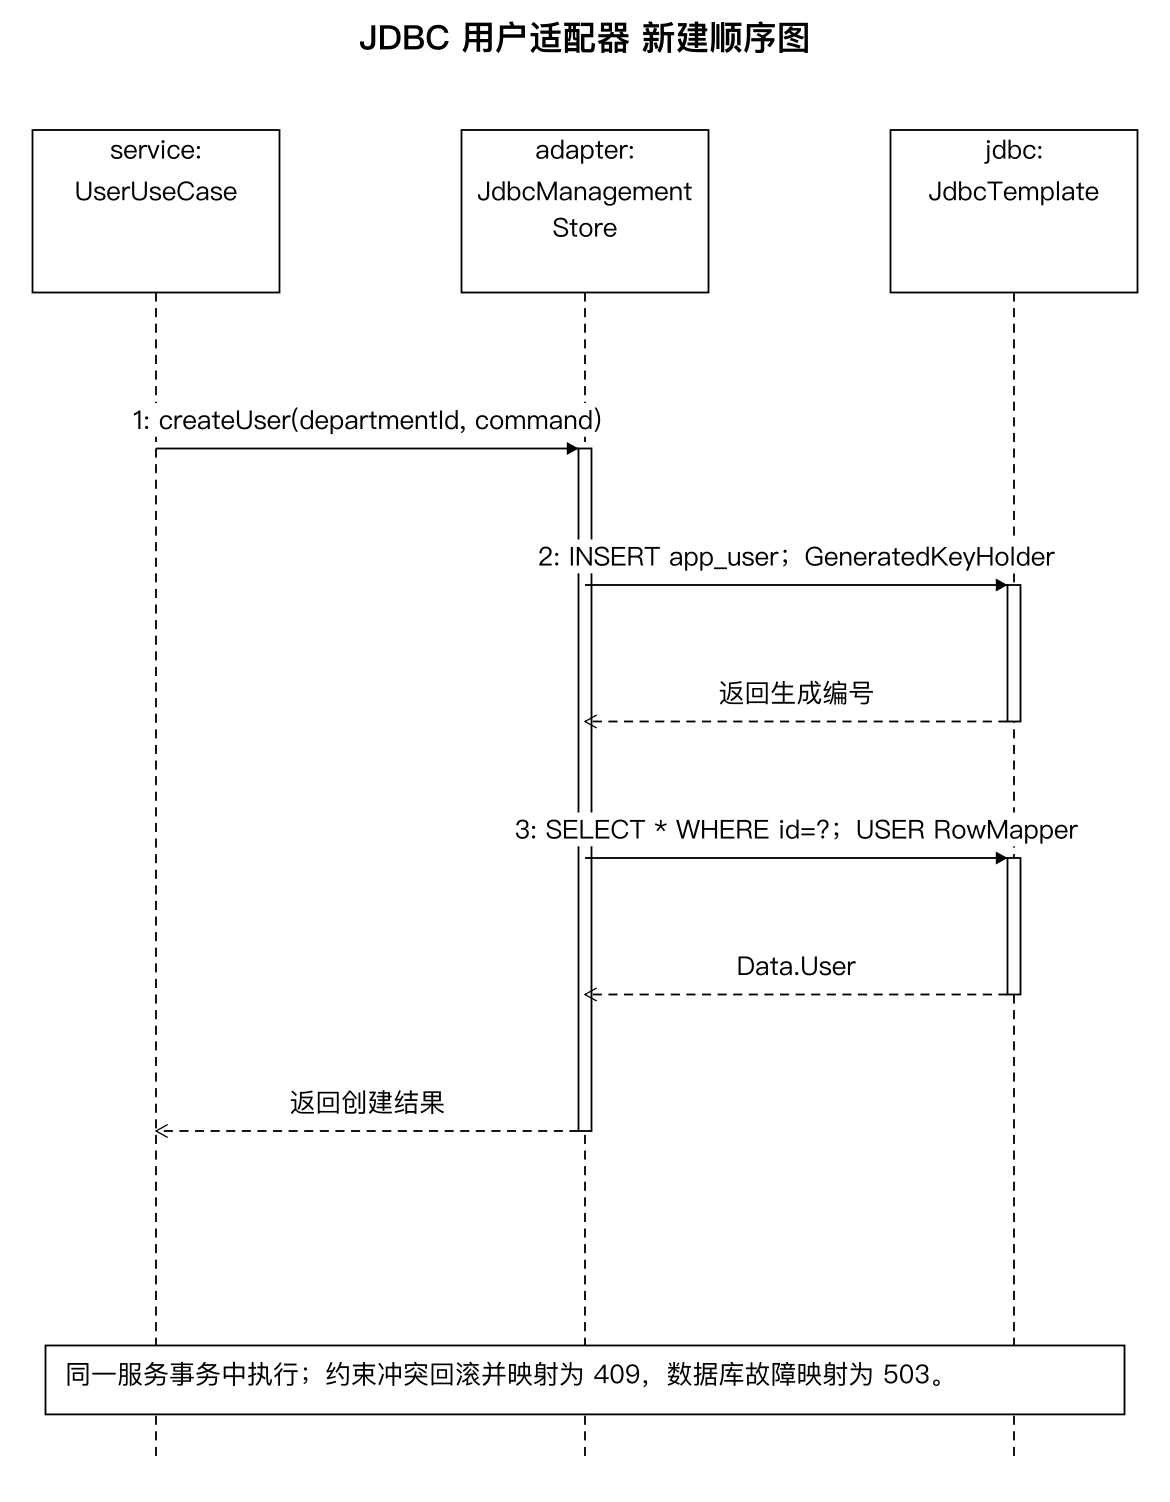 JDBC 用户适配器 新建顺序图
service:
UserUseCase
adapter:
JdbcManagement
Store
jdbc:
JdbcTemplate
1: createUser(departmentId, command)
2: INSERT app_user；GeneratedKeyHolder
返回生成编号
3: SELECT * WHERE id=?；USER RowMapper
Data.User
返回创建结果
同一服务事务中执行；约束冲突回滚并映射为 409，数据库故障映射为 503。